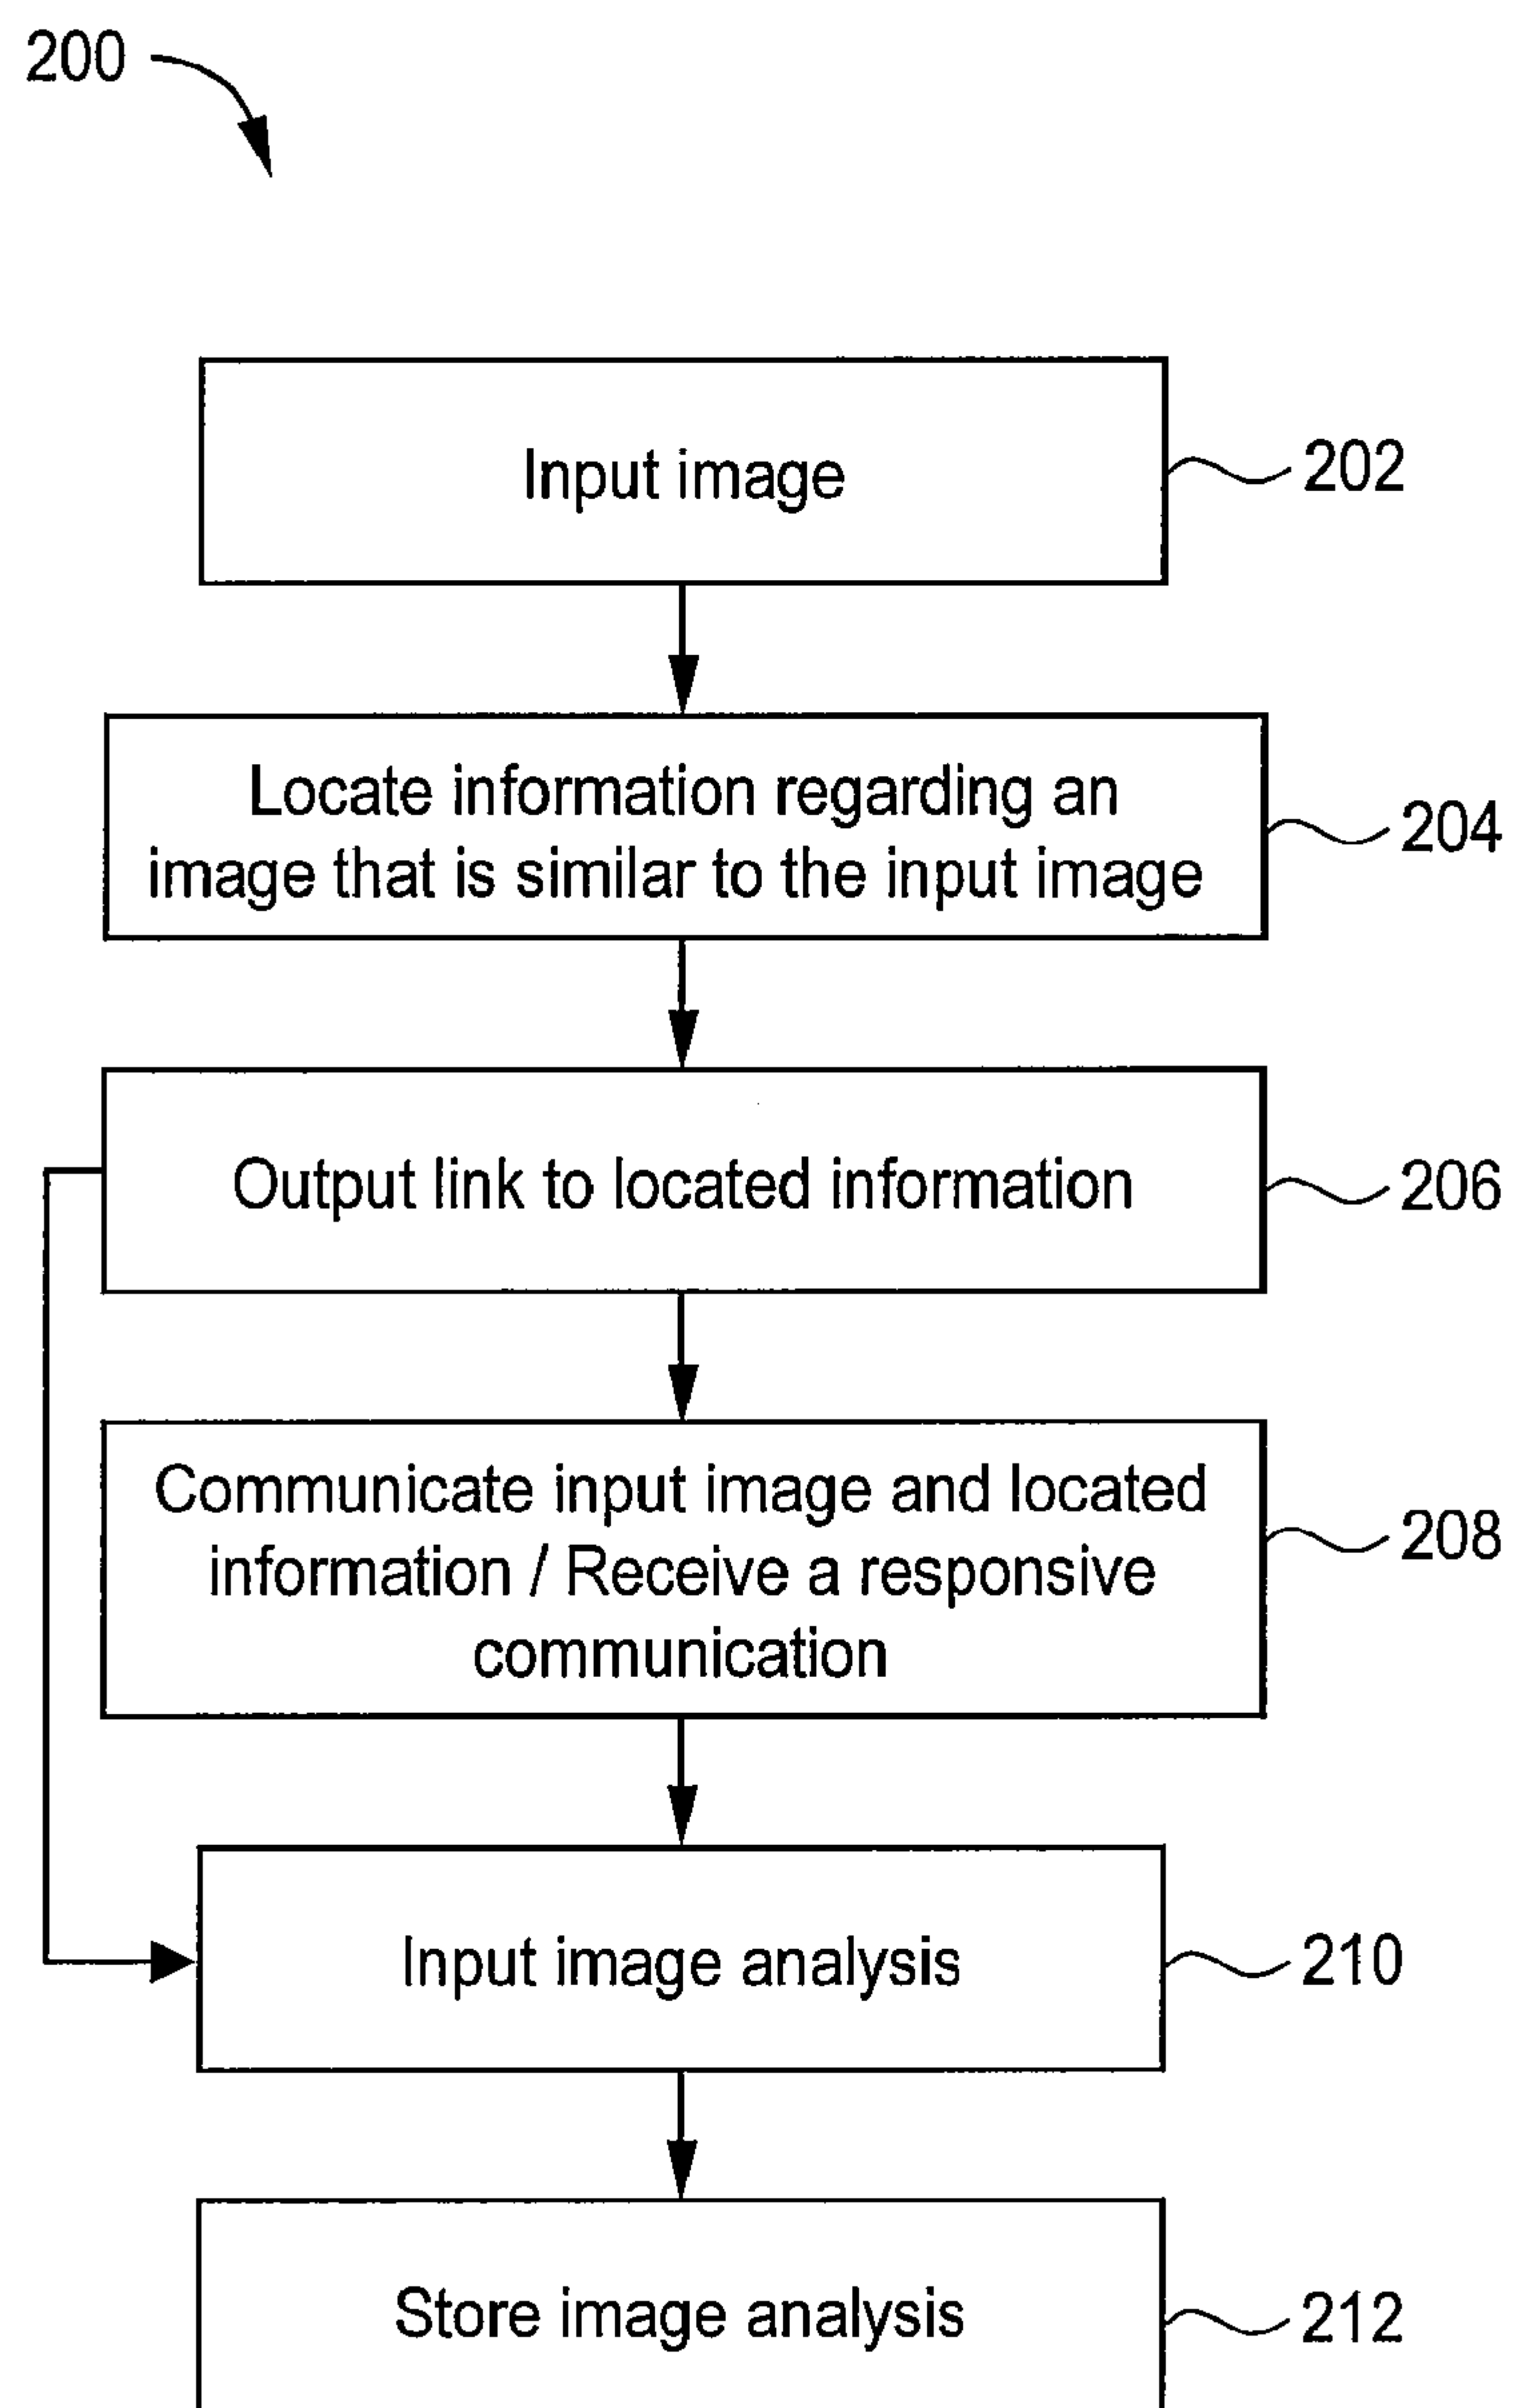 200
Input image
202
Locate information regarding an
image that is similar to the input image
204
Output link to located information
206
Communicate input image and located
information / Receive a responsive
communication
208
Input image analysis
210
Store image analysis
212